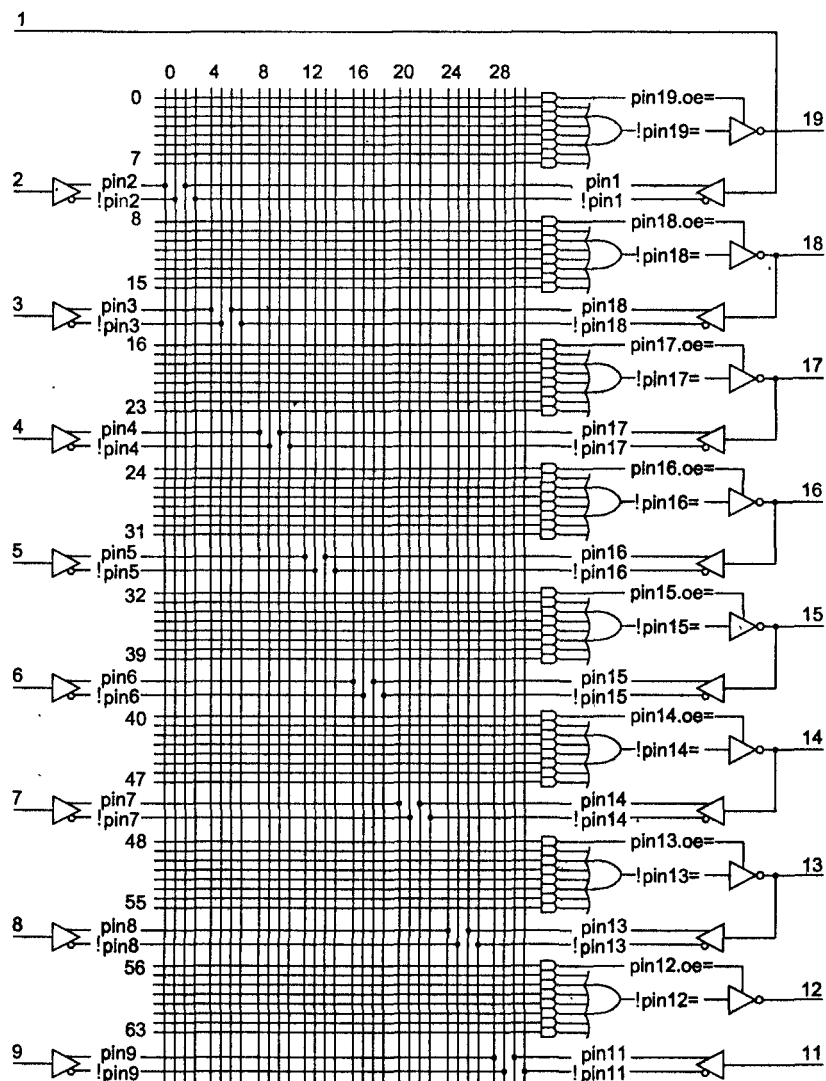 1
0 4 8 12 16 20 24 28
0 pin19.oe=
!pin19= 19
7
2 pin2 pin1
!pin2 !pin1
8 pin18.oe=
!pin18= 18
15
3 pin3 pin18
!pin3 !pin18
16 pin17.oe=
!pin17= 17
23
4 pin4 pin17
!pin4 !pin17
24 pin16.oe=
!pin16= 16
31
5 pin5 pin16
!pin5 !pin16
32 pin15.oe=
!pin15= 15
39
6 pin6 pin15
!pin6 !pin15
40 pin14.oe=
!pin14= 14
47
7 pin7 pin14
!pin7 !pin14
48 pin13.oe=
!pin13= 13
55
8 pin8 pin13
!pin8 !pin13
56 pin12.oe=
!pin12= 12
63
9 pin9 pin11 11
!pin9 !pin11